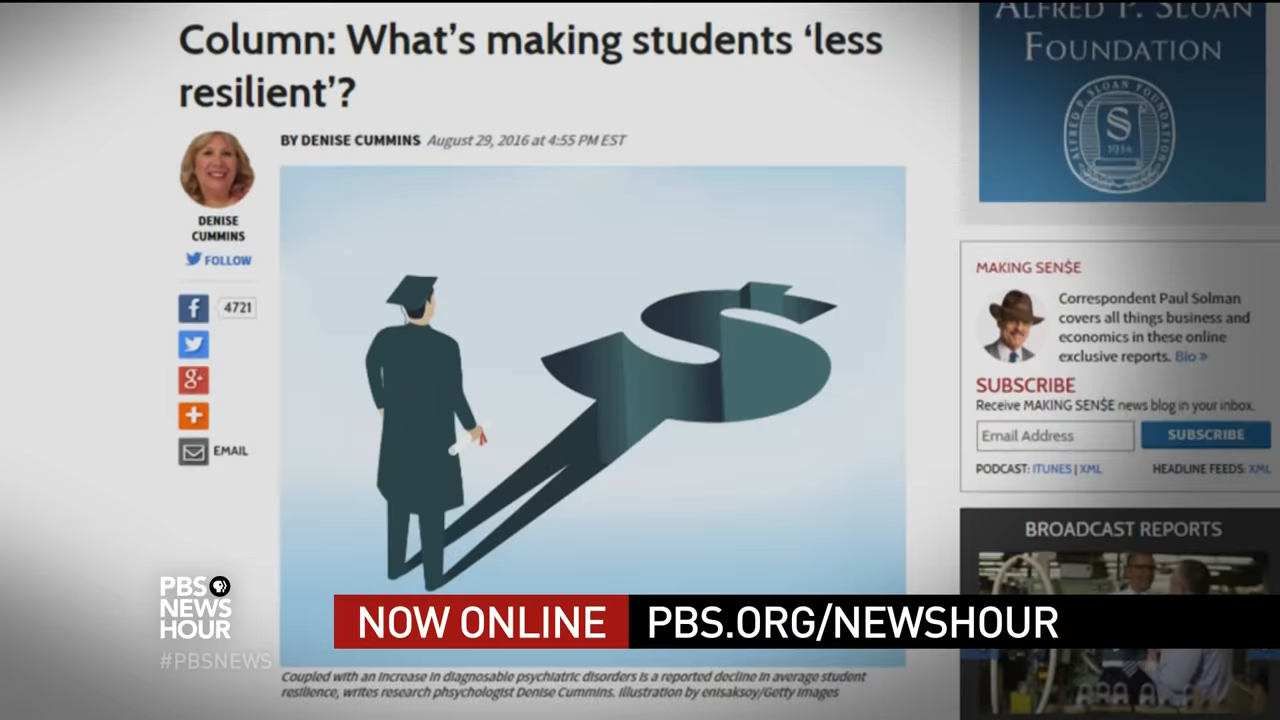 Column: What's making students ‘less
resilient’?
BY DENISE CUMMINS August 29, 2016 at 4:55 PM EST
DENISE
CUMMINS
FOLLOW
f 4721
g+
EMAIL
ALFRED P. SLOAN
FOUNDATION
ALFRED P. SLOAN FOUNDATION
S
1934
MAKING SEN$E
Correspondent Paul Solman
covers all things business and
economics in these online
exclusive reports. Bio »
SUBSCRIBE
Receive MAKING SEN$E news blog in your inbox.
Email Address SUBSCRIBE
PODCAST: ITUNES | XML HEADLINE FEEDS: XML
BROADCAST REPORTS
PBS
NEWS
HOUR
#PBSNEWS
NOW ONLINE PBS.ORG/NEWSHOUR
Coupled with an increase in diagnosable psychiatric disorders is a reported decline in average student
resilience, writes research phsychologist Denise Cummins. Illustration by enisaksoy/Getty Images